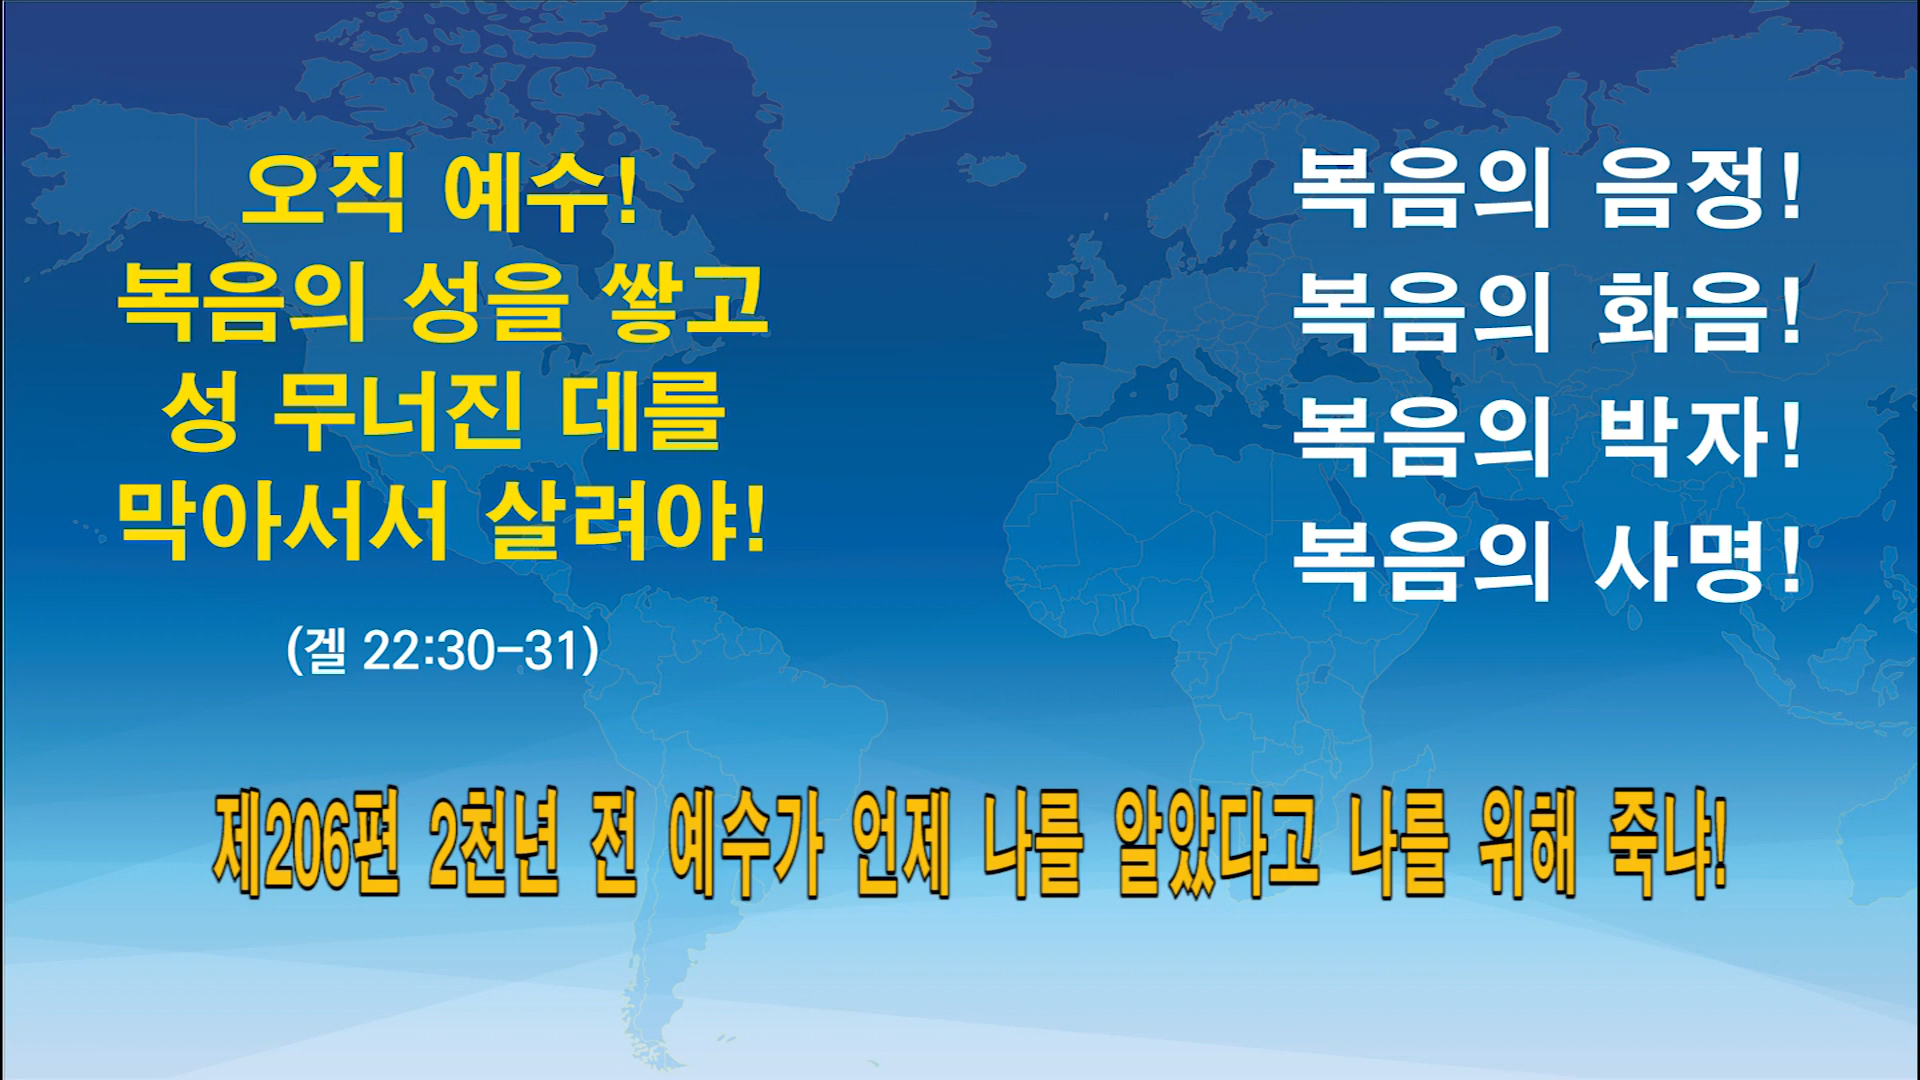 오직 예수!
복음의 성을 쌓고
성 무너진 데를
막아서서 살려야!
(겔 22:30-31)
복음의 음정!
복음의 화음!
복음의 박자!
복음의 사명!
제206편 2천년 전 예수가 언제 나를 알았다고 나를 위해 죽냐!